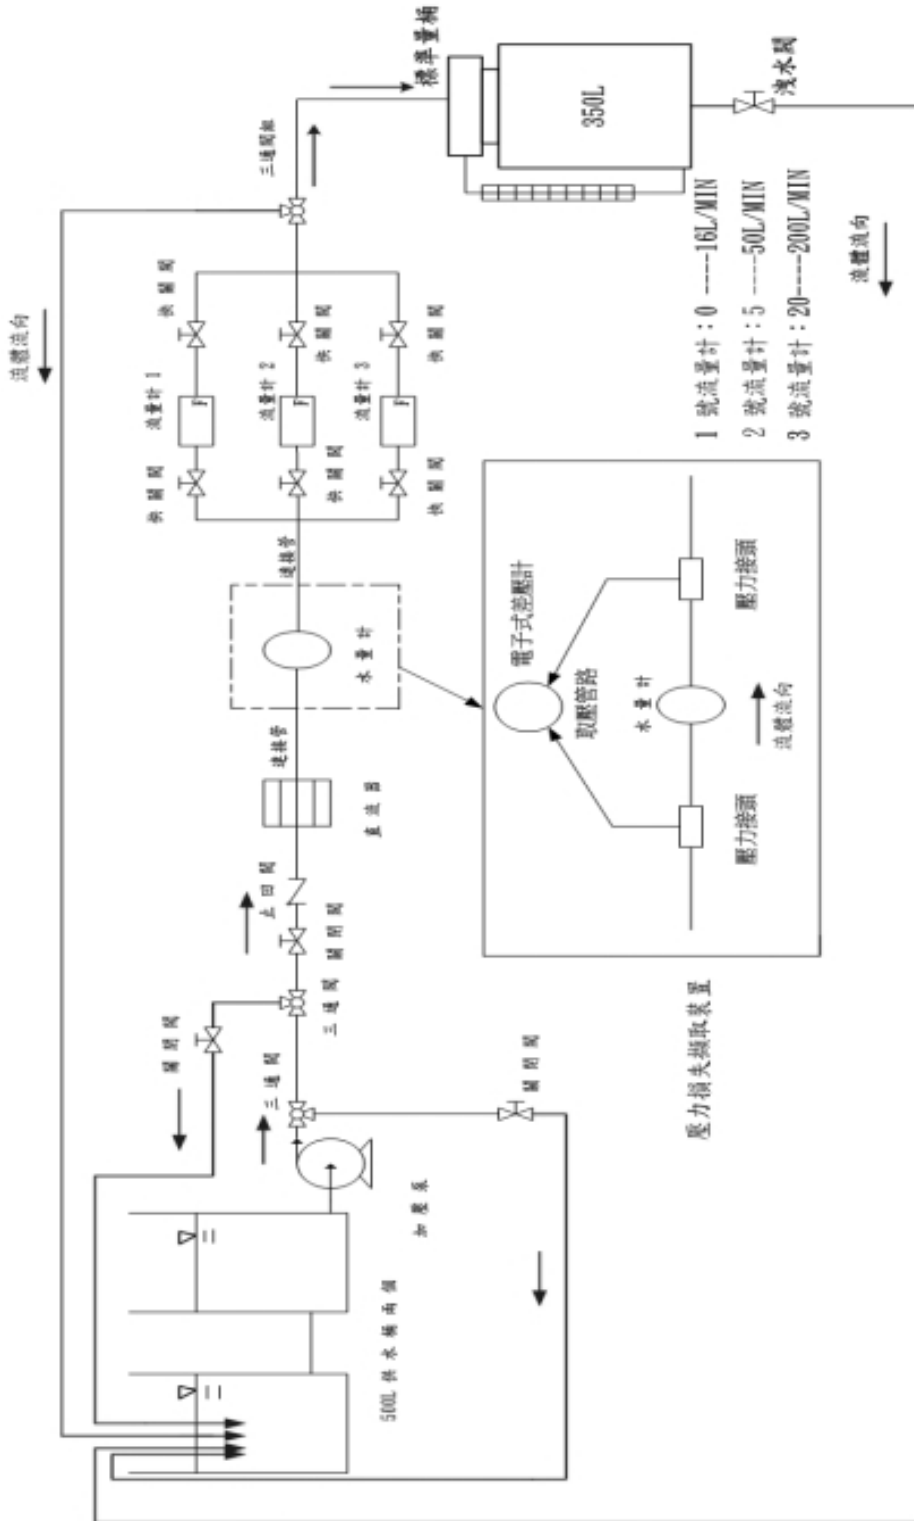 流體流向
三通閥組
標準量桶
350L
洩水閥
流體流向
1 號流量計：0 ----16L/MIN
2 號流量計：5 ----50L/MIN
3 號流量計：20----200L/MIN
快關閥
快關閥
快關閥
流量計 1
流量計 2
流量計 3
F
F
F
快關閥
快關閥
快關閥
連接管
水量計
連接管
直流器
止回閥
關閉閥
三通閥
關閉閥
三通閥
加壓泵
關閉閥
500L 供水桶兩個
電子式差壓計
取壓管路
水量計
壓力接頭
壓力接頭
流體流向
壓力損失擷取裝置